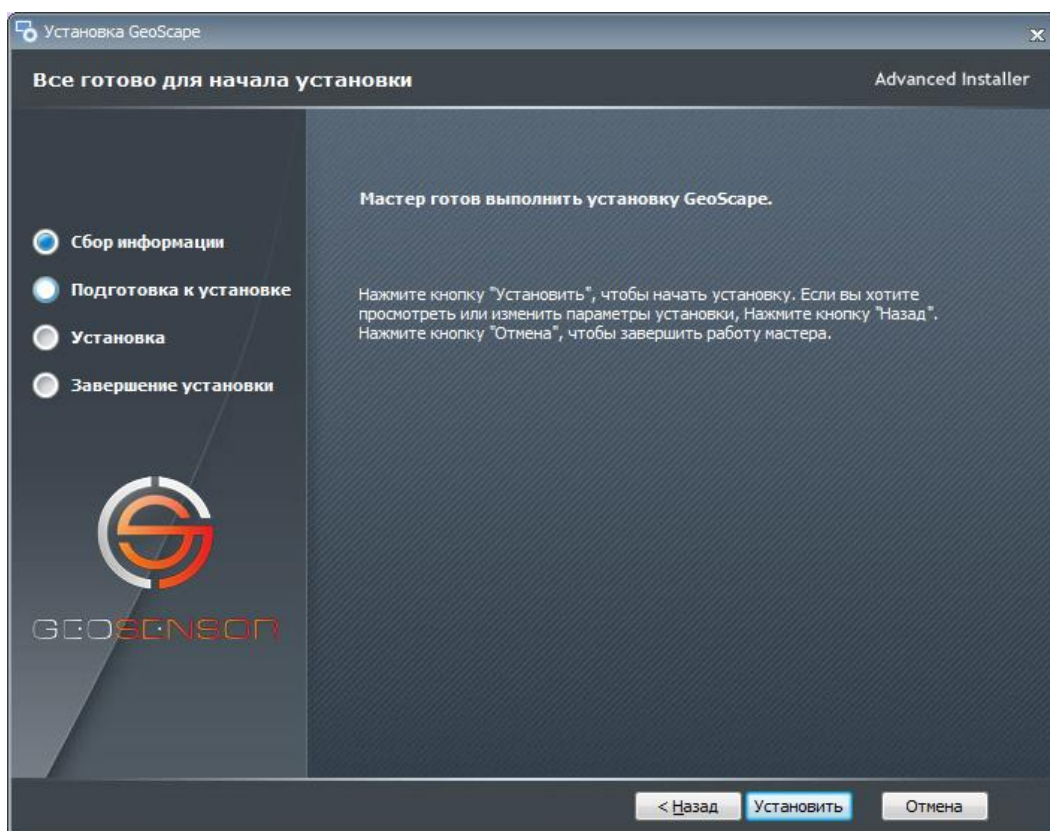 Установка GeoScape
Все готово для начала установки
Advanced Installer
Мастер готов выполнить установку GeoScape.
Сбор информации
Подготовка к установке
Установка
Завершение установки
Нажмите кнопку "Установить", чтобы начать установку. Если вы хотите
просмотреть или изменить параметры установки, Нажмите кнопку "Назад".
Нажмите кнопку "Отмена", чтобы завершить работу мастера.
GEOSENSOR
< Назад
Установить
Отмена